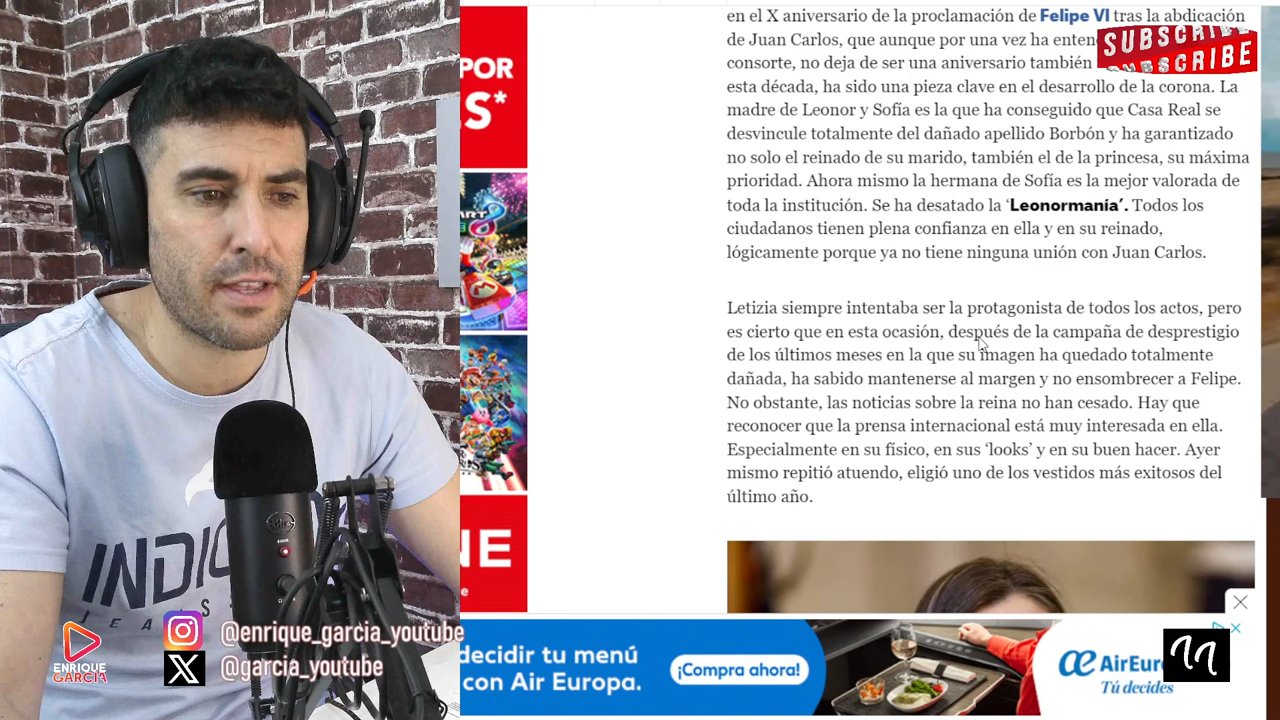 en el X aniversario de la proclamación de Felipe VI tras la abdicación
de Juan Carlos, que aunque por una vez ha
consorte, no deja de ser una aniversario también
esta década, ha sido una pieza clave en el desarrollo de la corona. La
madre de Leonor y Sofía es la que ha conseguido que Casa Real se
desvincule totalmente del dañado apellido Borbón y ha garantizado
no solo el reinado de su marido, también el de la princesa, su máxima
prioridad. Ahora mismo la hermana de Sofía es la mejor valorada de
toda la institución. Se ha desatado la ‘Leonormanía’. Todos los
ciudadanos tienen plena confianza en ella y en su reinado,
lógicamente porque ya no tiene ninguna unión con Juan Carlos.
Letizia siempre intentaba ser la protagonista de todos los actos, pero
es cierto que en esta ocasión, después de la campaña de desprestigio
de los últimos meses en la que su imagen ha quedado totalmente
dañada, ha sabido mantenerse al margen y no ensombrecer a Felipe.
No obstante, las noticias sobre la reina no han cesado. Hay que
reconocer que la prensa internacional está muy interesada en ella.
Especialmente en su físico, en sus ‘looks’ y en su buen hacer. Ayer
mismo repitió atuendo, eligió uno de los vestidos más exitosos del
último año.
SUBSCRIBE
SUBSCRIBE
POR
S*
8
NE
e
INDIC
@enrique_garcia_youtube
@garcia_youtube
ENRIQUE
GARCIA
decidir tu menú
con Air Europa.
¡Compra ahora!
AirEu
Tú decides